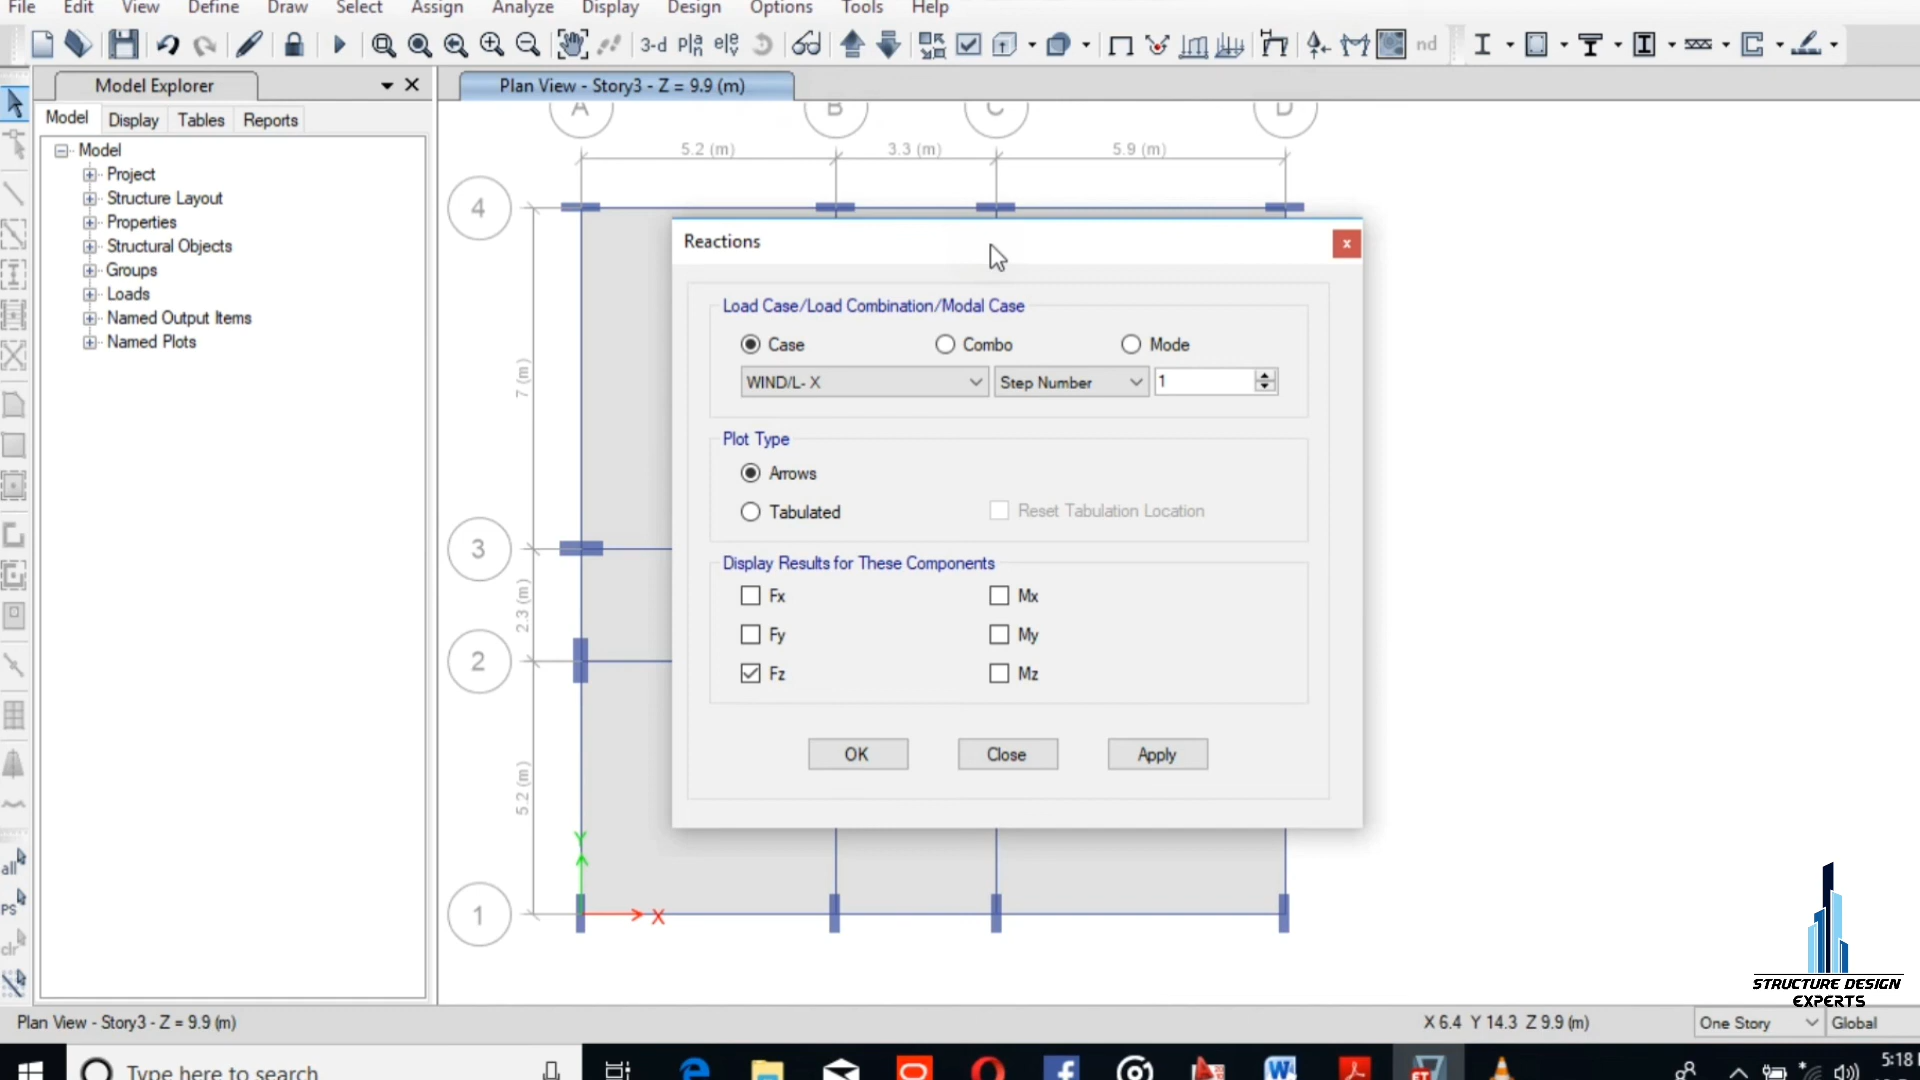 File Edit View Define Draw Select Assign Analyze Display Design Options Tools Help
3-d pla n ele v nd
Model Explorer
Plan View - Story3 - Z = 9.9 (m)
Model Display Tables Reports
Model
Project
Structure Layout
Properties
Structural Objects
Groups
Loads
Named Output Items
Named Plots
A B C D
5.2 (m) 3.3 (m) 5.9 (m)
4
7 (m)
3
2.3 (m)
2
5.2 (m)
1
Y
X
Reactions
x
Load Case/Load Combination/Modal Case
Case Combo Mode
WIND/L- X Step Number 1
Plot Type
Arrows
Tabulated Reset Tabulation Location
Display Results for These Components
Fx Mx
Fy My
Fz Mz
OK Close Apply
all
PS
clr
STRUCTURE DESIGN
EXPERTS
Plan View - Story3 - Z = 9.9 (m) X 6.4 Y 14.3 Z 9.9 (m) One Story Global
Type here to search
5:18